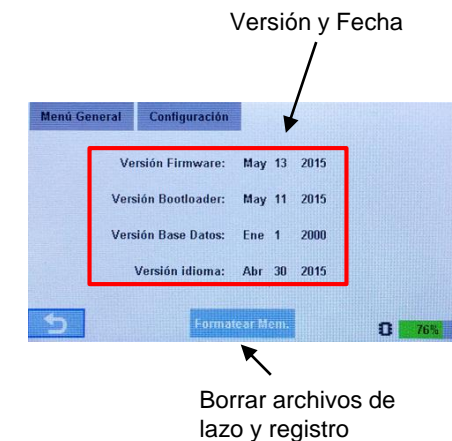 Versión y Fecha
Menú General Configuración
Versión Firmware: May 13 2015
Versión Bootloader: May 11 2015
Versión Base Datos: Ene 1 2000
Versión idioma: Abr 30 2015
Formatear Mem. 76%
Borrar archivos de
lazo y registro